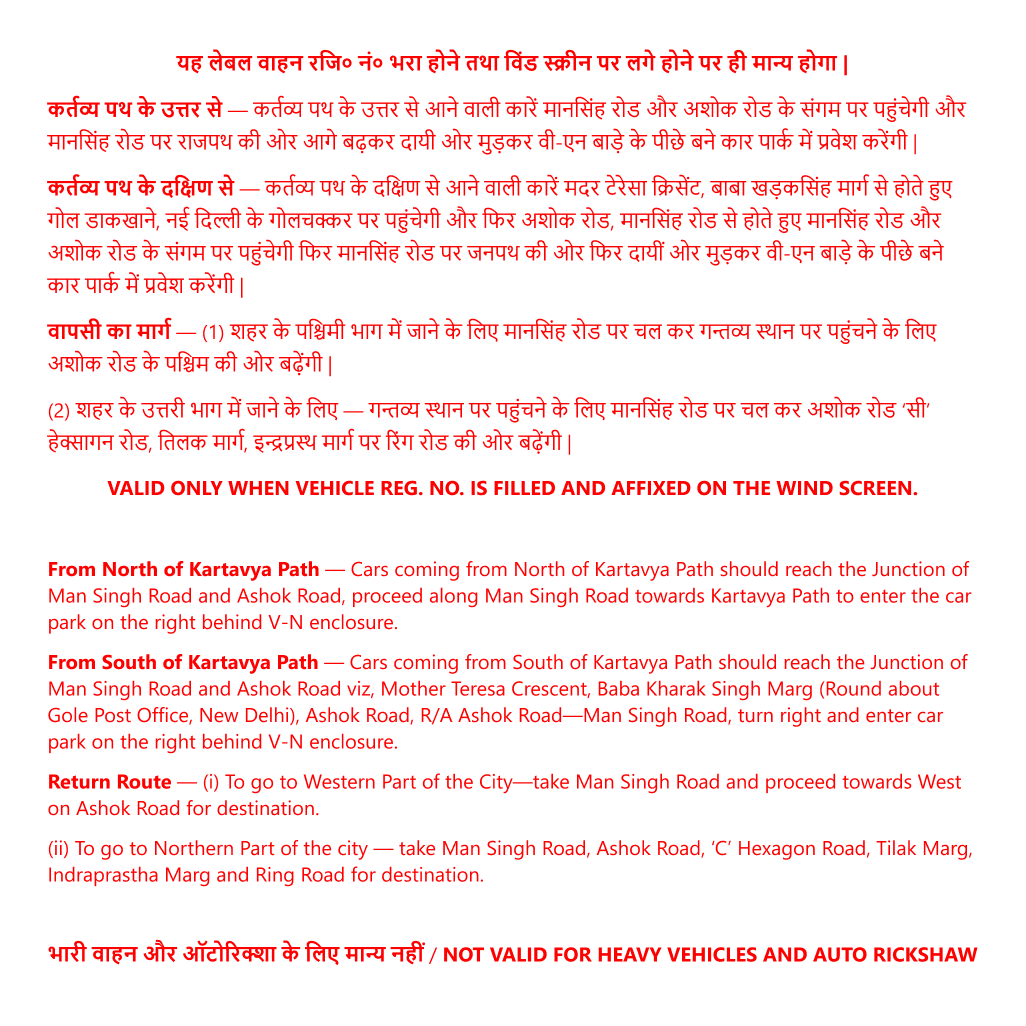 यह लेबल वाहन रजि० नं० भरा होने तथा विंड स्क्रीन पर लगे होने पर ही मान्य होगा |
कर्तव्य पथ के उत्तर से — कर्तव्य पथ के उत्तर से आने वाली कारें मानसिंह रोड और अशोक रोड के संगम पर पहुंचेगी और
मानसिंह रोड पर राजपथ की ओर आगे बढ़कर दायी ओर मुड़कर वी-एन बाड़े के पीछे बने कार पार्क में प्रवेश करेंगी |
कर्तव्य पथ के दक्षिण से — कर्तव्य पथ के दक्षिण से आने वाली कारें मदर टेरेसा क्रिसेंट, बाबा खड़कसिंह मार्ग से होते हुए
गोल डाकखाने, नई दिल्ली के गोलचक्कर पर पहुंचेगी और फिर अशोक रोड, मानसिंह रोड से होते हुए मानसिंह रोड और
अशोक रोड के संगम पर पहुंचेगी फिर मानसिंह रोड पर जनपथ की ओर फिर दायीं ओर मुड़कर वी-एन बाड़े के पीछे बने
कार पार्क में प्रवेश करेंगी |
वापसी का मार्ग — (1) शहर के पश्चिमी भाग में जाने के लिए मानसिंह रोड पर चल कर गन्तव्य स्थान पर पहुंचने के लिए
अशोक रोड के पश्चिम की ओर बढ़ेंगी |
(2) शहर के उत्तरी भाग में जाने के लिए — गन्तव्य स्थान पर पहुंचने के लिए मानसिंह रोड पर चल कर अशोक रोड ‘सी’
हेक्सागन रोड, तिलक मार्ग, इन्द्रप्रस्थ मार्ग पर रिंग रोड की ओर बढ़ेंगी |
VALID ONLY WHEN VEHICLE REG. NO. IS FILLED AND AFFIXED ON THE WIND SCREEN.
From North of Kartavya Path — Cars coming from North of Kartavya Path should reach the Junction of
Man Singh Road and Ashok Road, proceed along Man Singh Road towards Kartavya Path to enter the car
park on the right behind V-N enclosure.
From South of Kartavya Path — Cars coming from South of Kartavya Path should reach the Junction of
Man Singh Road and Ashok Road viz, Mother Teresa Crescent, Baba Kharak Singh Marg (Round about
Gole Post Office, New Delhi), Ashok Road, R/A Ashok Road—Man Singh Road, turn right and enter car
park on the right behind V-N enclosure.
Return Route — (i) To go to Western Part of the City—take Man Singh Road and proceed towards West
on Ashok Road for destination.
(ii) To go to Northern Part of the city — take Man Singh Road, Ashok Road, ‘C’ Hexagon Road, Tilak Marg,
Indraprastha Marg and Ring Road for destination.
भारी वाहन और ऑटोरिक्शा के लिए मान्य नहीं / NOT VALID FOR HEAVY VEHICLES AND AUTO RICKSHAW